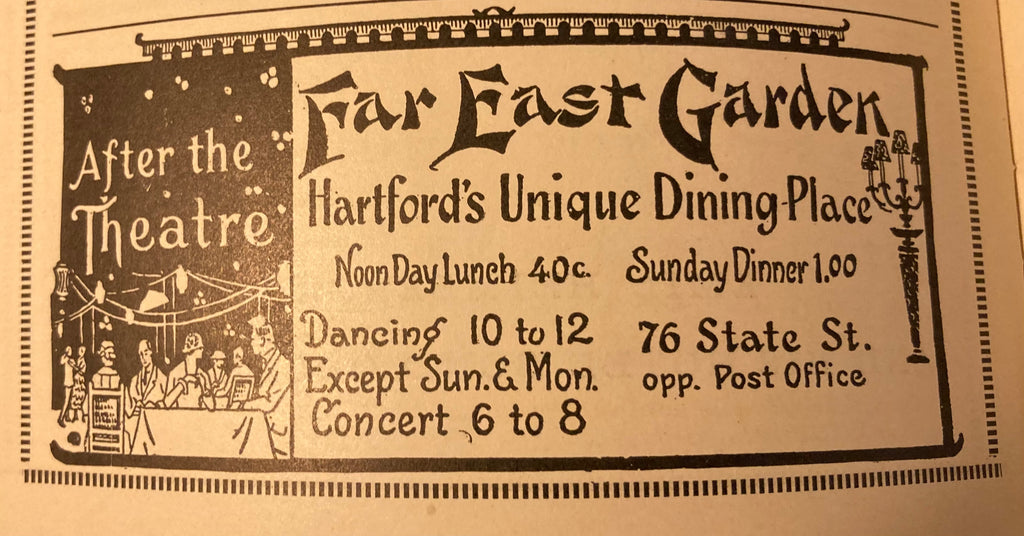 After the
Theatre
Far East Garden
Hartford's Unique Dining-Place
Noon Day Lunch 40c. Sunday Dinner 1.00
Dancing 10 to 12
Except Sun. & Mon.
Concert 6 to 8
76 State St.
opp. Post Office